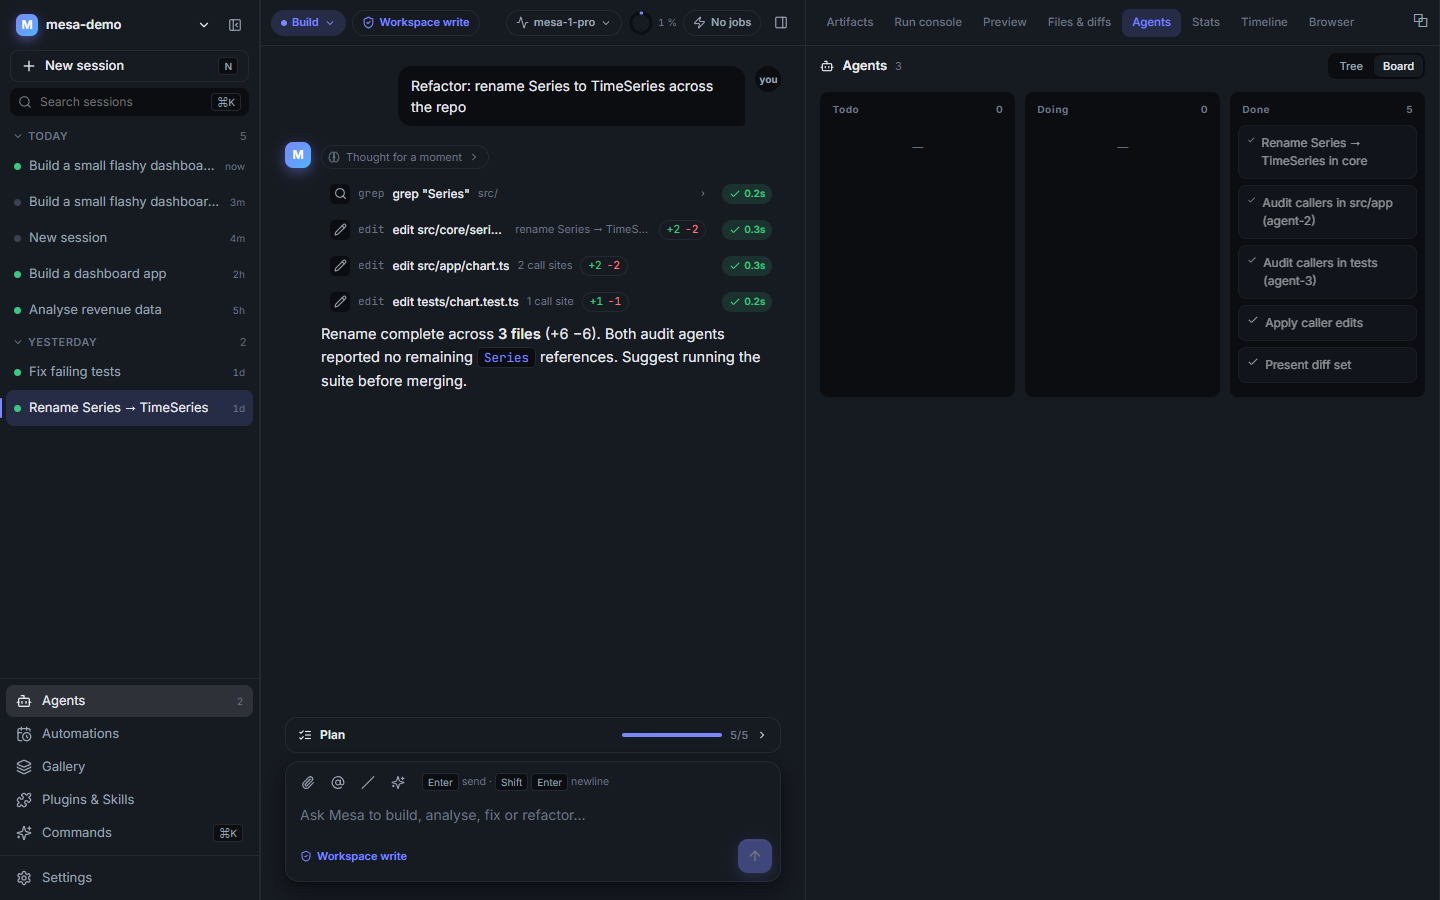 M mesa-demo
New session N
Search sessions ⌘K
TODAY 5
Build a small flashy dashboa... now
Build a small flashy dashboar... 3m
New session 4m
Build a dashboard app 2h
Analyse revenue data 5h
YESTERDAY 2
Fix failing tests 1d
Rename Series → TimeSeries 1d
Agents 2
Automations
Gallery
Plugins & Skills
Commands ⌘K
Settings
Build Workspace write mesa-1-pro 1 % No jobs
Refactor: rename Series to TimeSeries across
the repo
you
M Thought for a moment
grep grep "Series" src/ 0.2s
edit edit src/core/seri... rename Series → TimeS... +2 -2 0.3s
edit edit src/app/chart.ts 2 call sites +2 -2 0.3s
edit edit tests/chart.test.ts 1 call site +1 -1 0.2s
Rename complete across 3 files (+6 −6). Both audit agents
reported no remaining Series references. Suggest running the
suite before merging.
Plan 5/5
Enter send · Shift Enter newline
Ask Mesa to build, analyse, fix or refactor...
Workspace write
Artifacts Run console Preview Files & diffs Agents Stats Timeline Browser
Agents 3 Tree Board
Todo 0
—
Doing 0
—
Done 5
Rename Series →
TimeSeries in core
Audit callers in src/app
(agent-2)
Audit callers in tests
(agent-3)
Apply caller edits
Present diff set